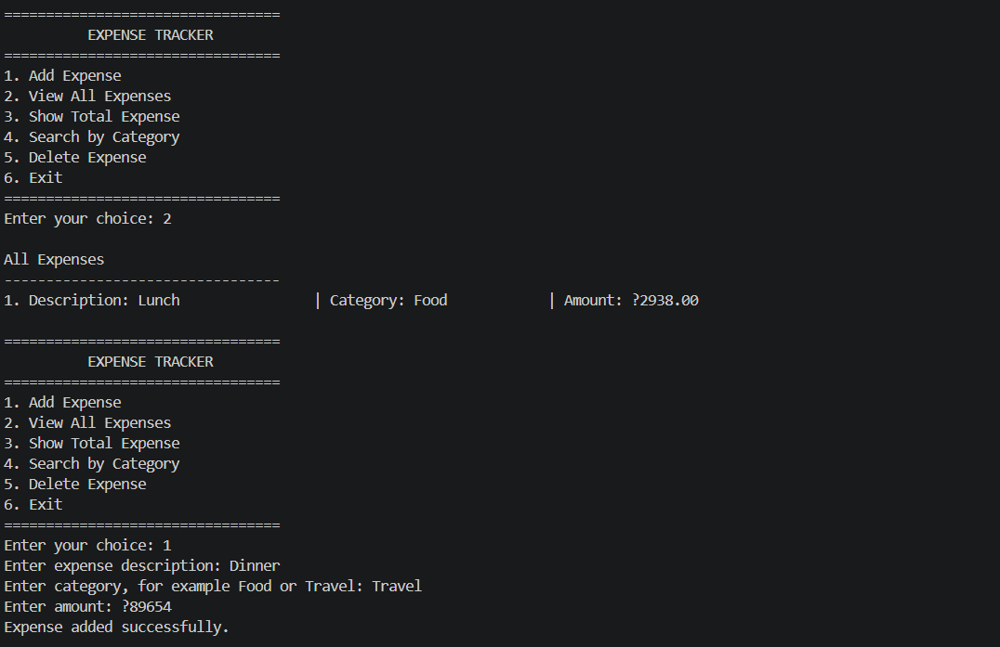 =================================
          EXPENSE TRACKER
=================================
1. Add Expense
2. View All Expenses
3. Show Total Expense
4. Search by Category
5. Delete Expense
6. Exit
=================================
Enter your choice: 2

All Expenses
---------------------------------
1. Description: Lunch                | Category: Food            | Amount: ?2938.00

=================================
          EXPENSE TRACKER
=================================
1. Add Expense
2. View All Expenses
3. Show Total Expense
4. Search by Category
5. Delete Expense
6. Exit
=================================
Enter your choice: 1
Enter expense description: Dinner
Enter category, for example Food or Travel: Travel
Enter amount: ?89654
Expense added successfully.